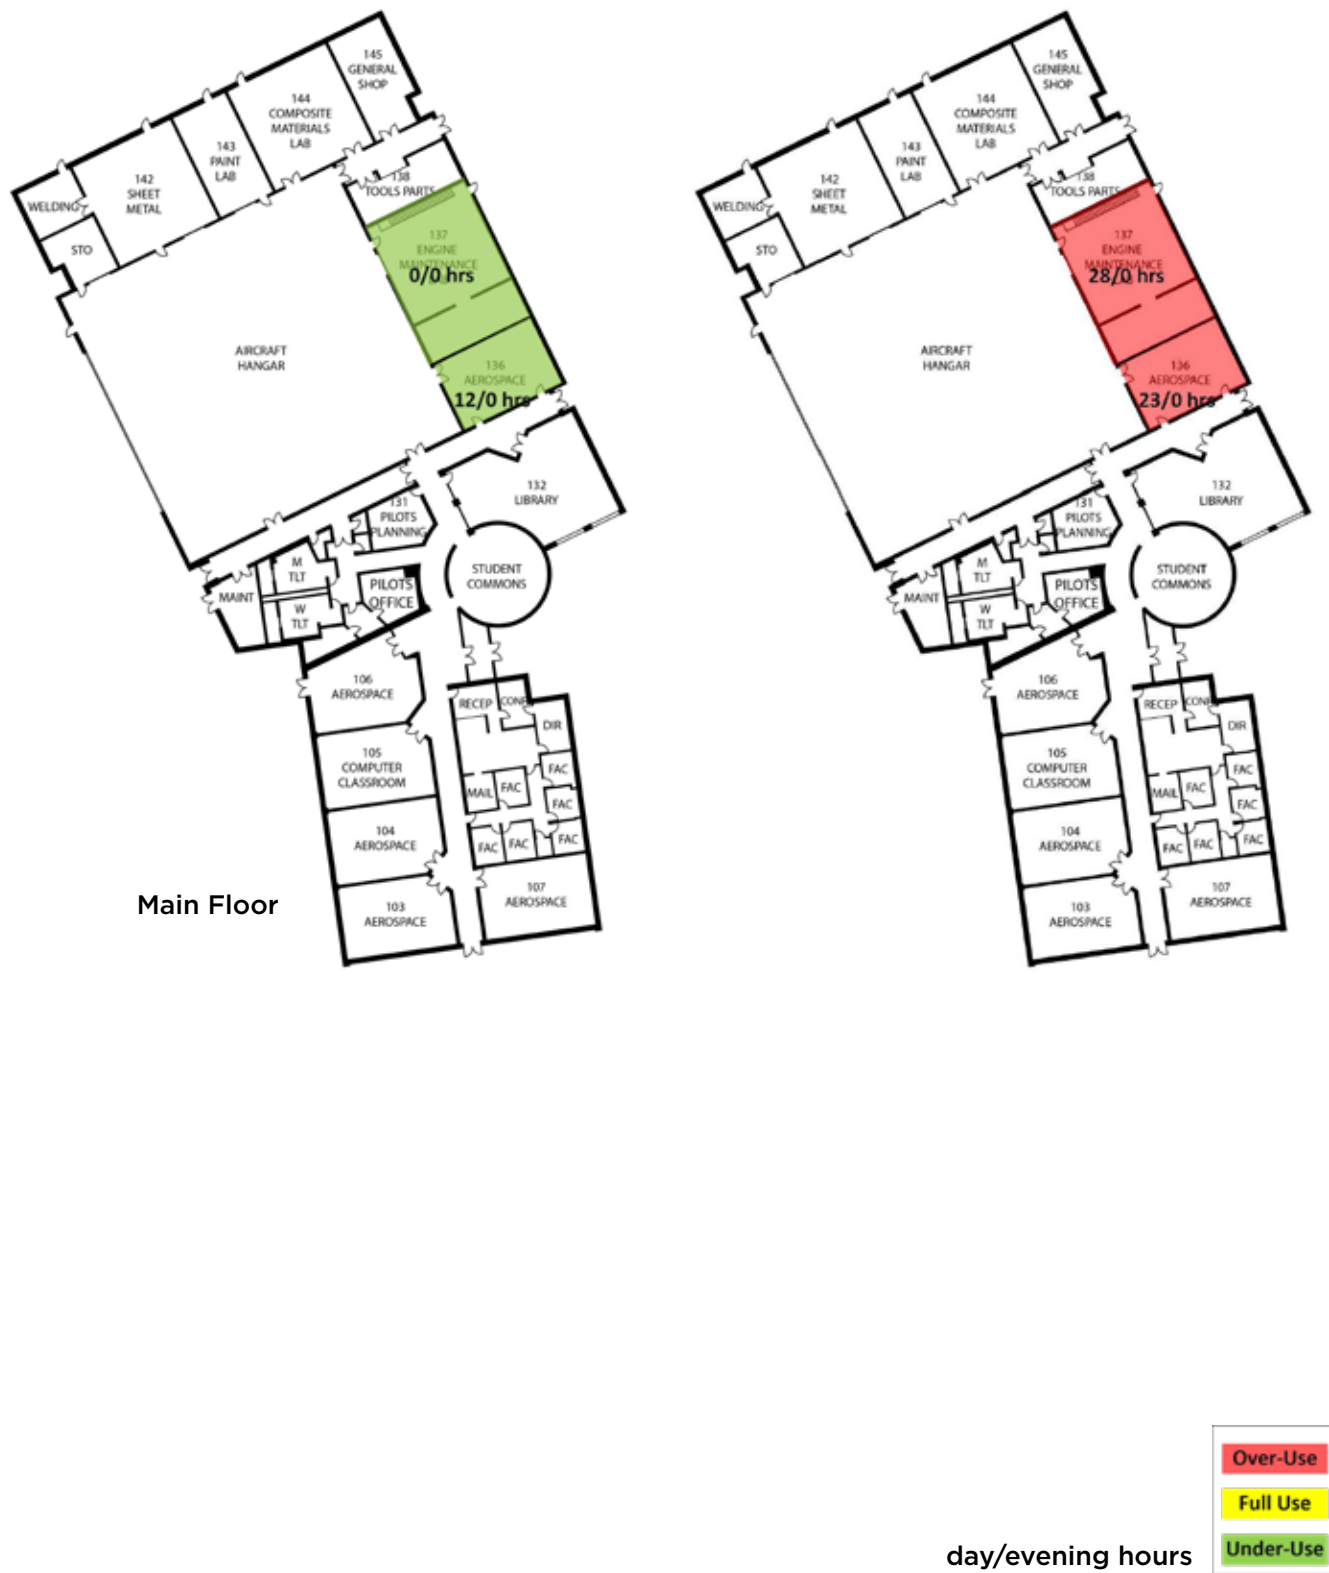 145
GENERAL
SHOP
144
COMPOSITE
MATERIALS
LAB
143
PAINT
LAB
142
SHEET
METAL
WELDING
STO
138
TOOLS PARTS
137
ENGINE
MAINTENANCE
0/0 hrs
136
AEROSPACE
12/0 hrs
AIRCRAFT
HANGAR
132
LIBRARY
131
PILOTS
PLANNING
M
TLT
W
TLT
MAINT
PILOTS
OFFICE
STUDENT
COMMONS
106
AEROSPACE
RECEP
CONF
DIR
105
COMPUTER
CLASSROOM
FAC
MAIL
FAC
FAC
104
AEROSPACE
FAC
FAC
FAC
107
AEROSPACE
103
AEROSPACE
Main Floor
145
GENERAL
SHOP
144
COMPOSITE
MATERIALS
LAB
143
PAINT
LAB
142
SHEET
METAL
WELDING
STO
138
TOOLS PARTS
137
ENGINE
MAINTENANCE
28/0 hrs
136
AEROSPACE
23/0 hrs
AIRCRAFT
HANGAR
132
LIBRARY
131
PILOTS
PLANNING
M
TLT
W
TLT
MAINT
PILOTS
OFFICE
STUDENT
COMMONS
106
AEROSPACE
RECEP
CONF
DIR
105
COMPUTER
CLASSROOM
FAC
MAIL
FAC
FAC
104
AEROSPACE
FAC
FAC
FAC
107
AEROSPACE
103
AEROSPACE
Over-Use
Full Use
Under-Use
day/evening hours